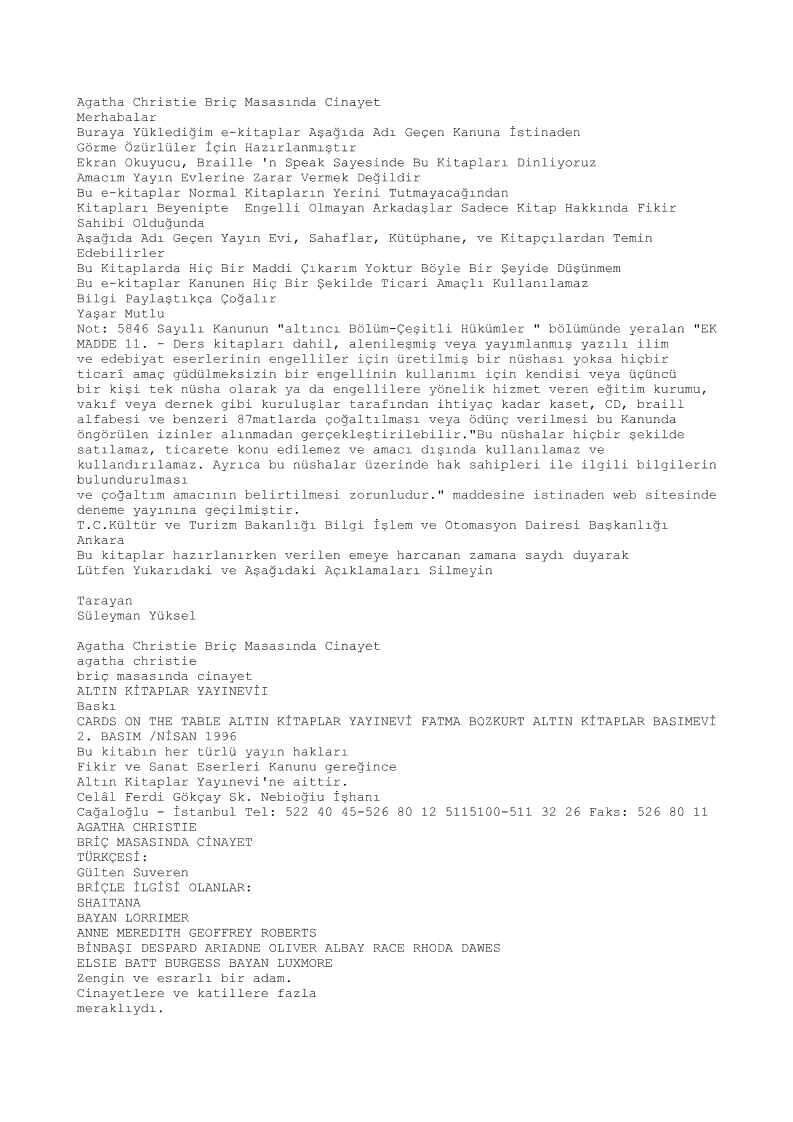 Agatha Christie Briç Masasında Cinayet
Merhabalar
Buraya Yüklediğim e-kitaplar Aşağıda Adı Geçen Kanuna İstinaden
Görme Özürlüler İçin Hazırlanmıştır
Ekran Okuyucu, Braille 'n Speak Sayesinde Bu Kitapları Dinliyoruz
Amacım Yayın Evlerine Zarar Vermek Değildir
Bu e-kitaplar Normal Kitapların Yerini Tutmayacağından
Kitapları Beyenipte  Engelli Olmayan Arkadaşlar Sadece Kitap Hakkında Fikir
Sahibi Olduğunda
Aşağıda Adı Geçen Yayın Evi, Sahaflar, Kütüphane, ve Kitapçılardan Temin
Edebilirler
Bu Kitaplarda Hiç Bir Maddi Çıkarım Yoktur Böyle Bir Şeyide Düşünmem
Bu e-kitaplar Kanunen Hiç Bir Şekilde Ticari Amaçlı Kullanılamaz
Bilgi Paylaştıkça Çoğalır
Yaşar Mutlu
Not: 5846 Sayılı Kanunun "altıncı Bölüm-Çeşitli Hükümler " bölümünde yeralan "EK
MADDE 11. - Ders kitapları dahil, alenileşmiş veya yayımlanmış yazılı ilim
ve edebiyat eserlerinin engelliler için üretilmiş bir nüshası yoksa hiçbir
ticarî amaç güdülmeksizin bir engellinin kullanımı için kendisi veya üçüncü
bir kişi tek nüsha olarak ya da engellilere yönelik hizmet veren eğitim kurumu,
vakıf veya dernek gibi kuruluşlar tarafından ihtiyaç kadar kaset, CD, braill
alfabesi ve benzeri 87matlarda çoğaltılması veya ödünç verilmesi bu Kanunda
öngörülen izinler alınmadan gerçekleştirilebilir."Bu nüshalar hiçbir şekilde
satılamaz, ticarete konu edilemez ve amacı dışında kullanılamaz ve
kullandırılamaz. Ayrıca bu nüshalar üzerinde hak sahipleri ile ilgili bilgilerin
bulundurulması
ve çoğaltım amacının belirtilmesi zorunludur." maddesine istinaden web sitesinde
deneme yayınına geçilmiştir.
T.C.Kültür ve Turizm Bakanlığı Bilgi İşlem ve Otomasyon Dairesi Başkanlığı
Ankara
Bu kitaplar hazırlanırken verilen emeye harcanan zamana saydı duyarak
Lütfen Yukarıdaki ve Aşağıdaki Açıklamaları Silmeyin

Tarayan
Süleyman Yüksel

Agatha Christie Briç Masasında Cinayet
agatha christie
briç masasında cinayet
ALTIN KİTAPLAR YAYINEVİI
Baskı
CARDS ON THE TABLE ALTIN KİTAPLAR YAYINEVİ FATMA BOZKURT ALTIN KİTAPLAR BASIMEVİ
2. BASIM /NİSAN 1996
Bu kitabın her türlü yayın hakları
Fikir ve Sanat Eserleri Kanunu gereğince
Altın Kitaplar Yayınevi'ne aittir.
Celâl Ferdi Gökçay Sk. Nebioğiu İşhanı
Cağaloğlu - İstanbul Tel: 522 40 45-526 80 12 5115100-511 32 26 Faks: 526 80 11
AGATHA CHRISTIE
BRİÇ MASASINDA CİNAYET
TÜRKÇESİ:
Gülten Suveren
BRİÇLE İLGİSİ OLANLAR:
SHAITANA
BAYAN LORRIMER
ANNE MEREDITH GEOFFREY ROBERTS
BİNBAŞI DESPARD ARIADNE OLIVER ALBAY RACE RHODA DAWES
ELSIE BATT BURGESS BAYAN LUXMORE
Zengin ve esrarlı bir adam.
Cinayetlere ve katillere fazla
meraklıydı.